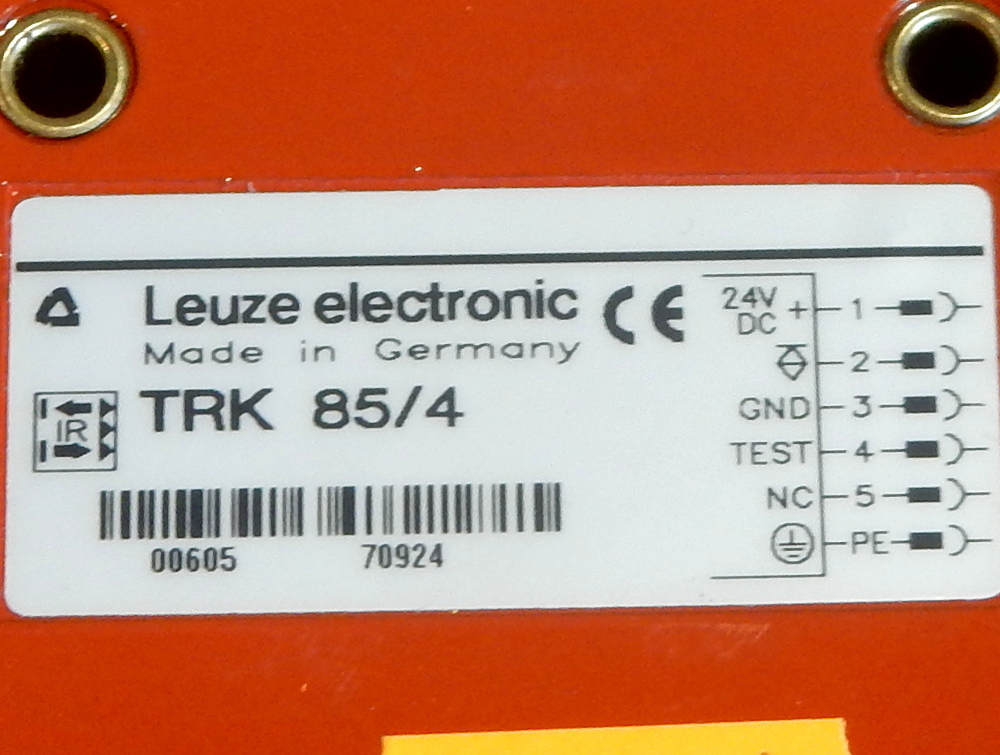 Leuze electronic CE
Made in Germany
IR
TRK 85/4
00605 70924
24V DC + 1
2
GND 3
TEST 4
NC 5
PE